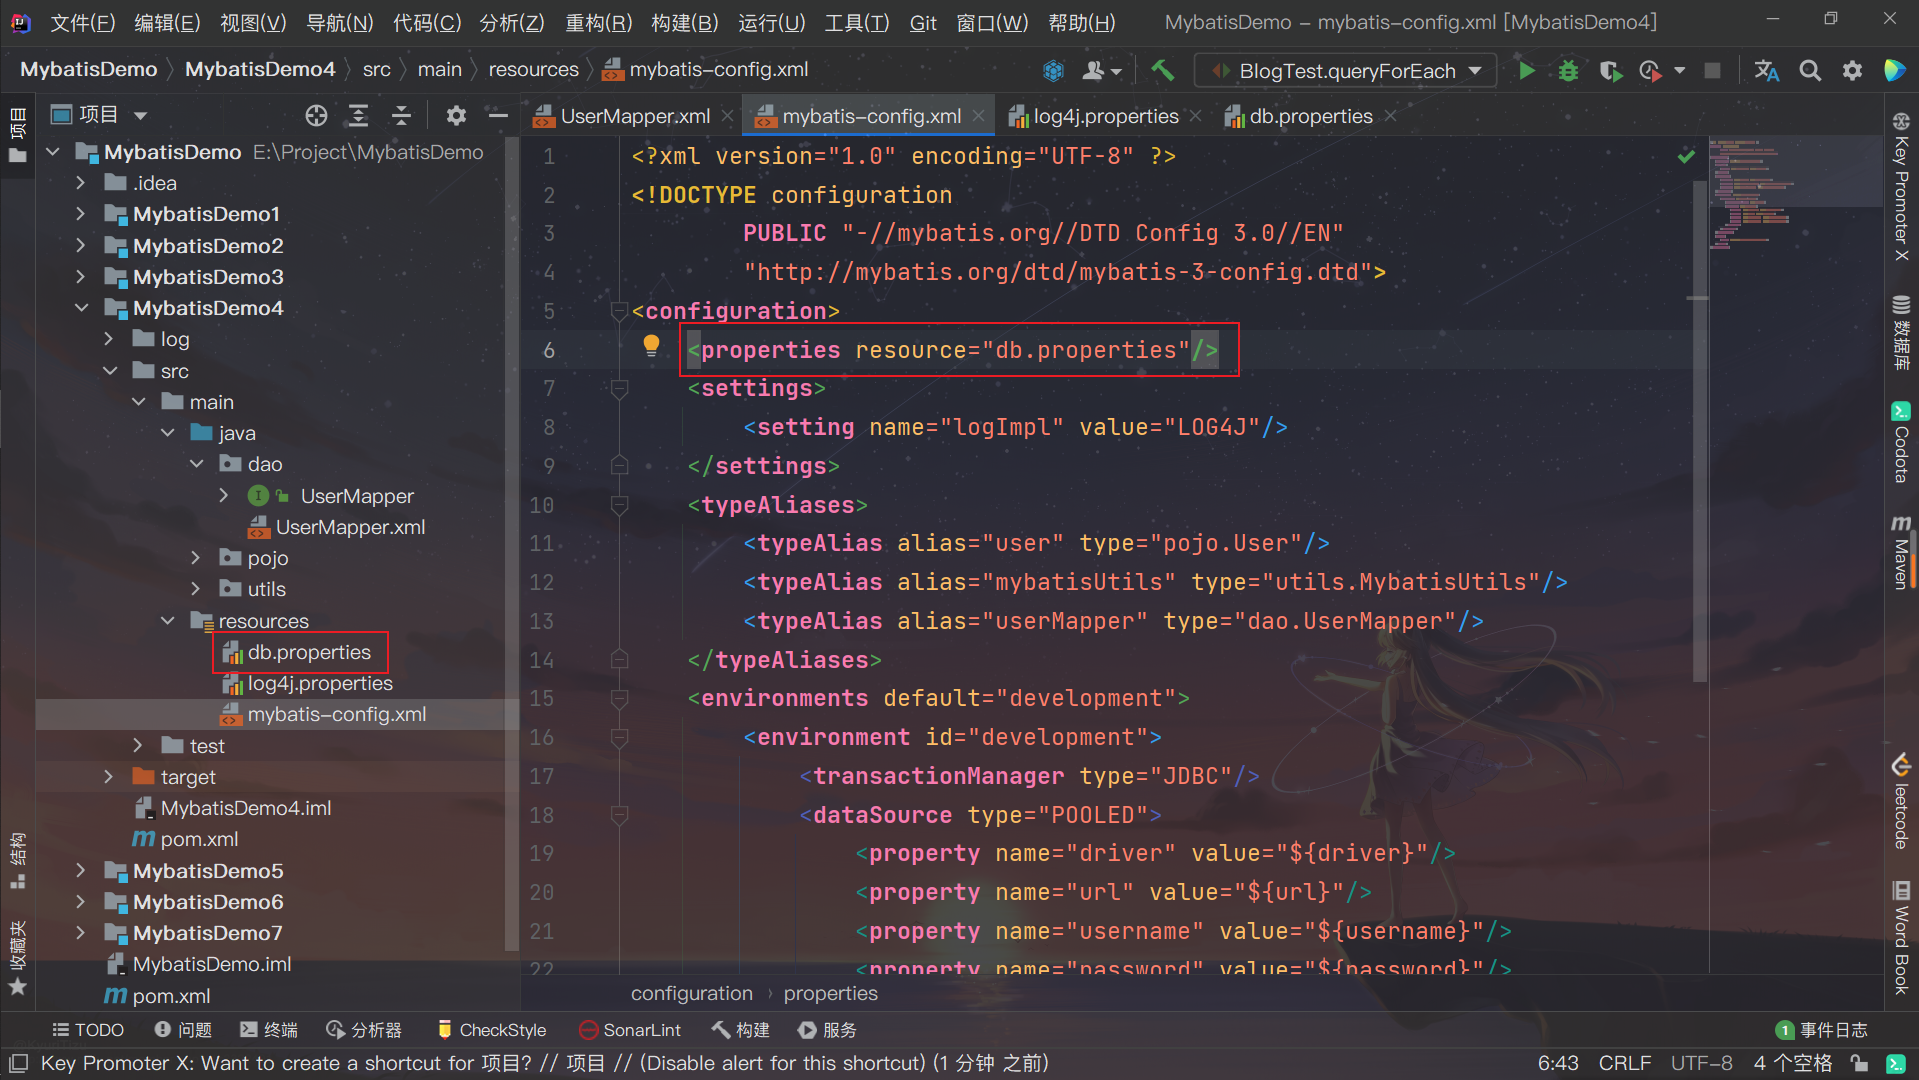 文件(F) 编辑(E) 视图(V) 导航(N) 代码(C) 分析(Z) 重构(R) 构建(B) 运行(U) 工具(T) Git 窗口(W) 帮助(H) MybatisDemo – mybatis-config.xml [MybatisDemo4]
MybatisDemo MybatisDemo4 src main resources mybatis-config.xml BlogTest.queryForEach
项目
项目
UserMapper.xml mybatis-config.xml log4j.properties db.properties
MybatisDemo E:\Project\MybatisDemo
.idea
MybatisDemo1
MybatisDemo2
MybatisDemo3
MybatisDemo4
log
src
main
java
dao
UserMapper
UserMapper.xml
pojo
utils
resources
db.properties
log4j.properties
mybatis-config.xml
test
target
MybatisDemo4.iml
pom.xml
MybatisDemo5
MybatisDemo6
MybatisDemo7
MybatisDemo.iml
pom.xml
结构
收藏夹
1 <?xml version="1.0" encoding="UTF-8" ?>
2 <!DOCTYPE configuration
3 PUBLIC "-//mybatis.org//DTD Config 3.0//EN"
4 "http://mybatis.org/dtd/mybatis-3-config.dtd">
5 <configuration>
6 <properties resource="db.properties"/>
7 <settings>
8 <setting name="logImpl" value="LOG4J"/>
9 </settings>
10 <typeAliases>
11 <typeAlias alias="user" type="pojo.User"/>
12 <typeAlias alias="mybatisUtils" type="utils.MybatisUtils"/>
13 <typeAlias alias="userMapper" type="dao.UserMapper"/>
14 </typeAliases>
15 <environments default="development">
16 <environment id="development">
17 <transactionManager type="JDBC"/>
18 <dataSource type="POOLED">
19 <property name="driver" value="${driver}"/>
20 <property name="url" value="${url}"/>
21 <property name="username" value="${username}"/>
22 <property name="password" value="${password}"/>
configuration › properties
Key Promoter X
数据库
Codota
Maven
leetcode
Word Book
TODO 问题 终端 分析器 CheckStyle SonarLint 构建 服务 1 事件日志
Key Promoter X: Want to create a shortcut for 项目? // 项目 // (Disable alert for this shortcut) (1 分钟 之前) 6:43 CRLF UTF-8 4 个空格